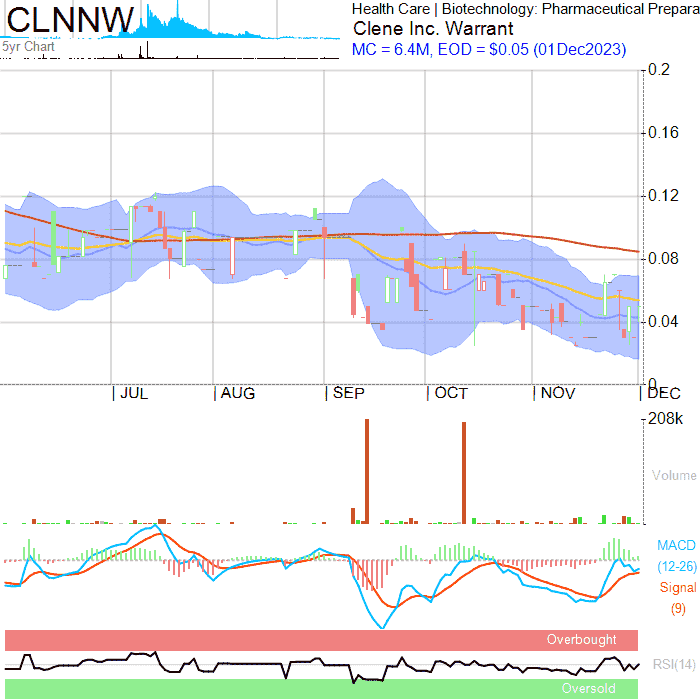 CLNNW
5yr Chart
Health Care | Biotechnology: Pharmaceutical Prepara
Clene Inc. Warrant
MC = 6.4M, EOD = $0.05 (01Dec2023)
0.2
0.16
0.12
0.08
0.04
0
JUL AUG SEP OCT NOV DEC
208k
Volume
MACD
(12-26)
Signal
(9)
Overbought
RSI(14)
Oversold